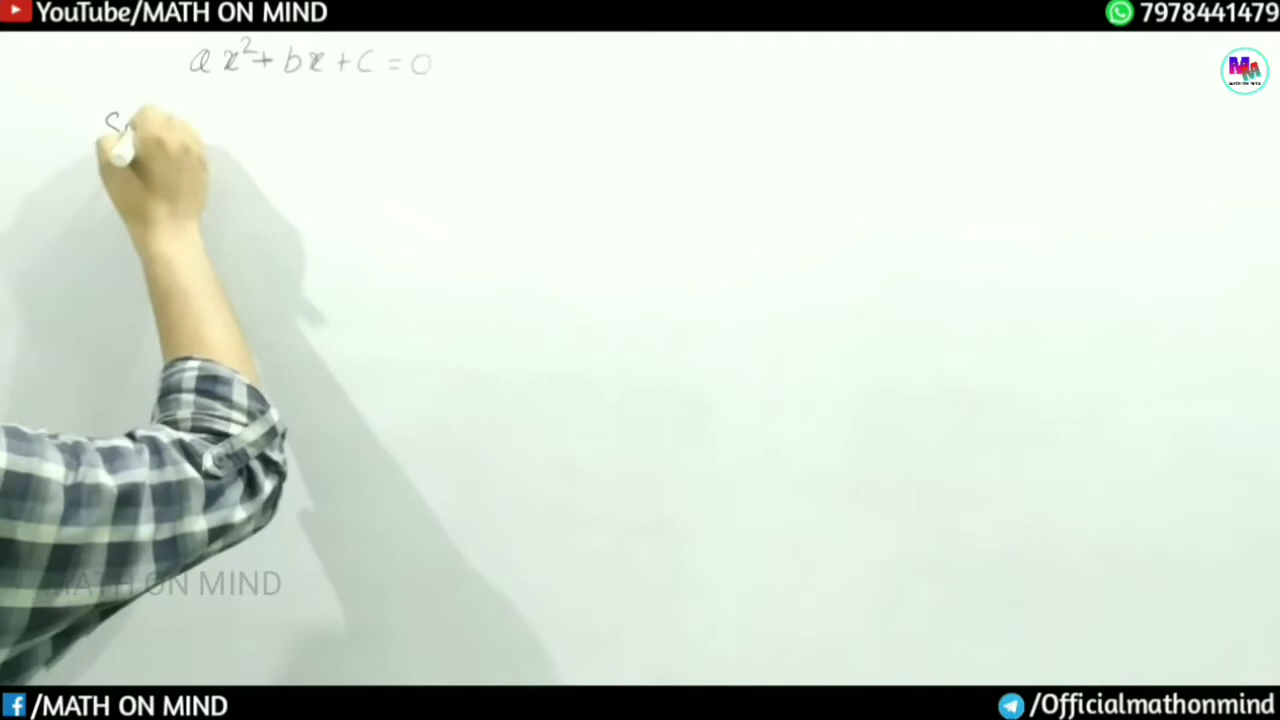 YouTube/MATH ON MIND
7978441479
ax²+bx+c=0
MATH ON MIND
/MATH ON MIND
/Officialmathonmind